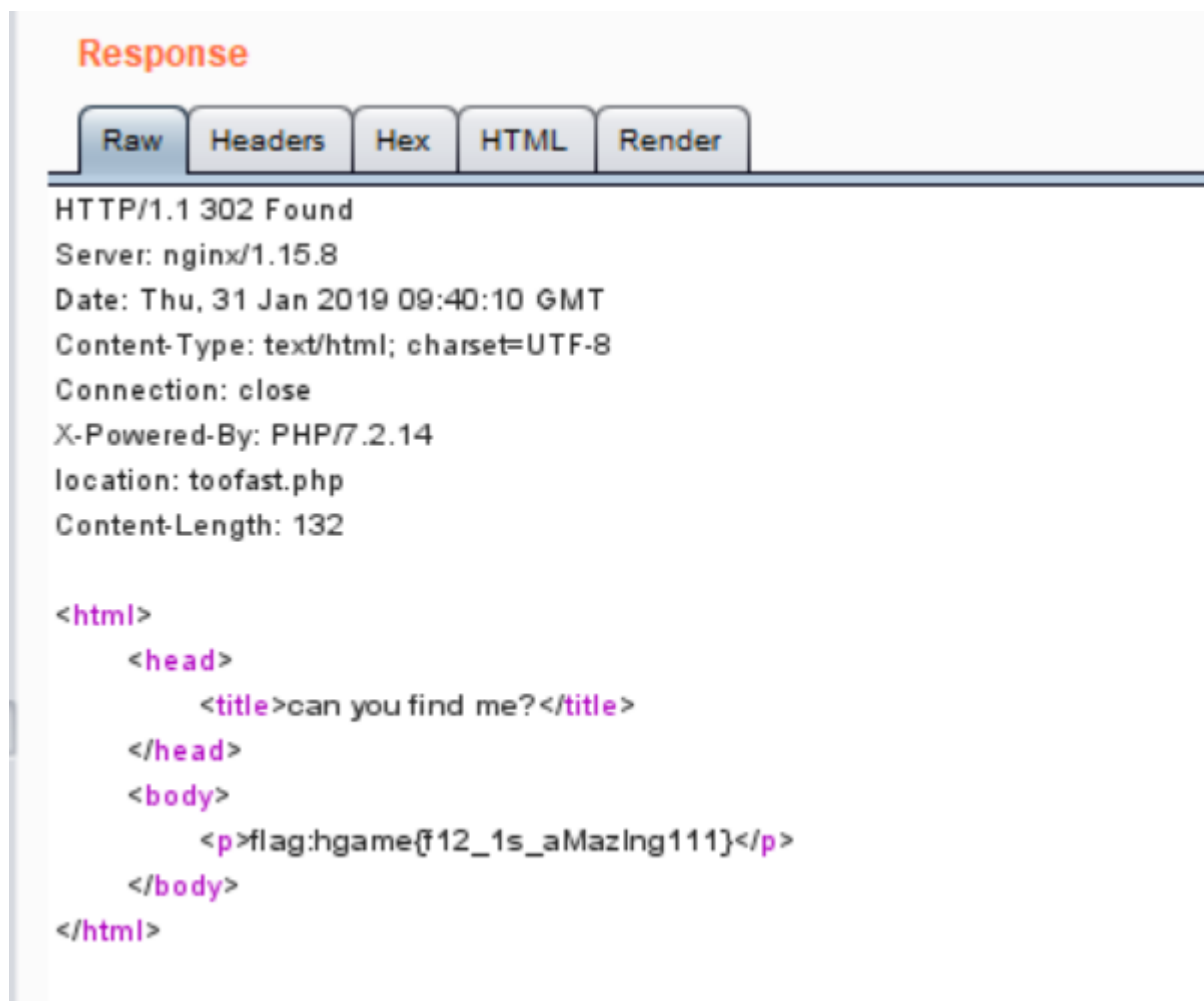 Response
Raw Headers Hex HTML Render
HTTP/1.1 302 Found
Server: nginx/1.15.8
Date: Thu, 31 Jan 2019 09:40:10 GMT
Content-Type: text/html; charset=UTF-8
Connection: close
X-Powered-By: PHP/7.2.14
location: toofast.php
Content-Length: 132
<html>
<head>
<title>can you find me?</title>
</head>
<body>
<p>flag:hgame{f12_1s_aMazIng111}</p>
</body>
</html>